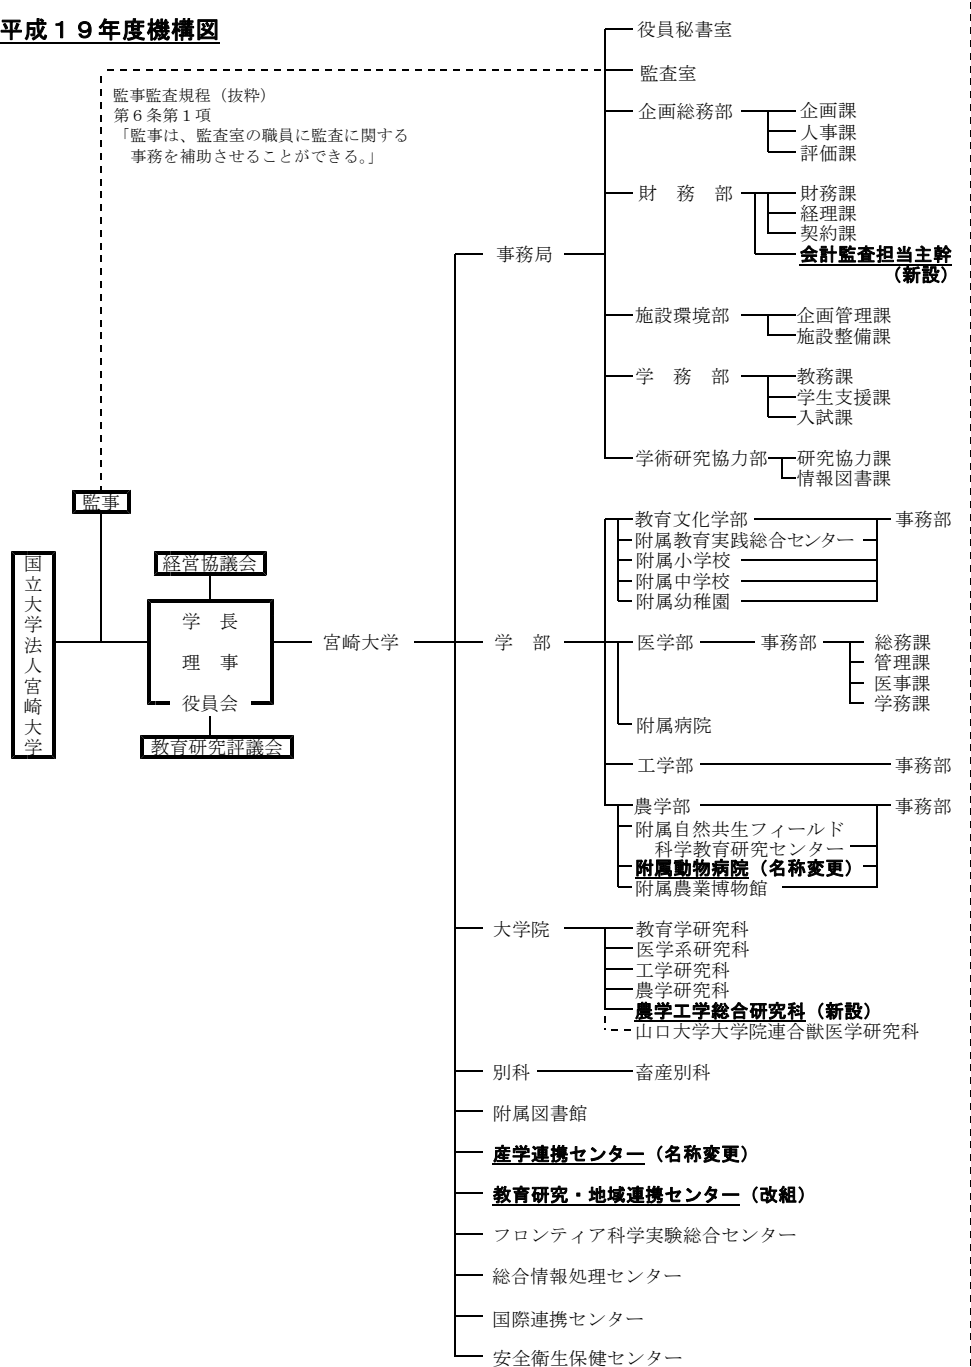 平成１９年度機構図
役員秘書室
監査室
監事監査規程（抜粋）
第６条第１項
「監事は、監査室の職員に監査に関する
事務を補助させることができる。」
企画総務部
企画課
人事課
評価課
財　務　部
財務課
経理課
契約課
会計監査担当主幹
（新設）
事務局
施設環境部
企画管理課
施設整備課
学　務　部
教務課
学生支援課
入試課
学術研究協力部
研究協力課
情報図書課
監事
国立大学法人宮崎大学
経営協議会
学　長
理　事
役員会
教育研究評議会
宮崎大学
学　部
教育文化学部
事務部
附属教育実践総合センター
附属小学校
附属中学校
附属幼稚園
医学部
事務部
総務課
管理課
医事課
学務課
附属病院
工学部
事務部
農学部
事務部
附属自然共生フィールド
科学教育研究センター
附属動物病院（名称変更）
附属農業博物館
大学院
教育学研究科
医学系研究科
工学研究科
農学研究科
農学工学総合研究科（新設）
山口大学大学院連合獣医学研究科
別科
畜産別科
附属図書館
産学連携センター（名称変更）
教育研究・地域連携センター（改組）
フロンティア科学実験総合センター
総合情報処理センター
国際連携センター
安全衛生保健センター